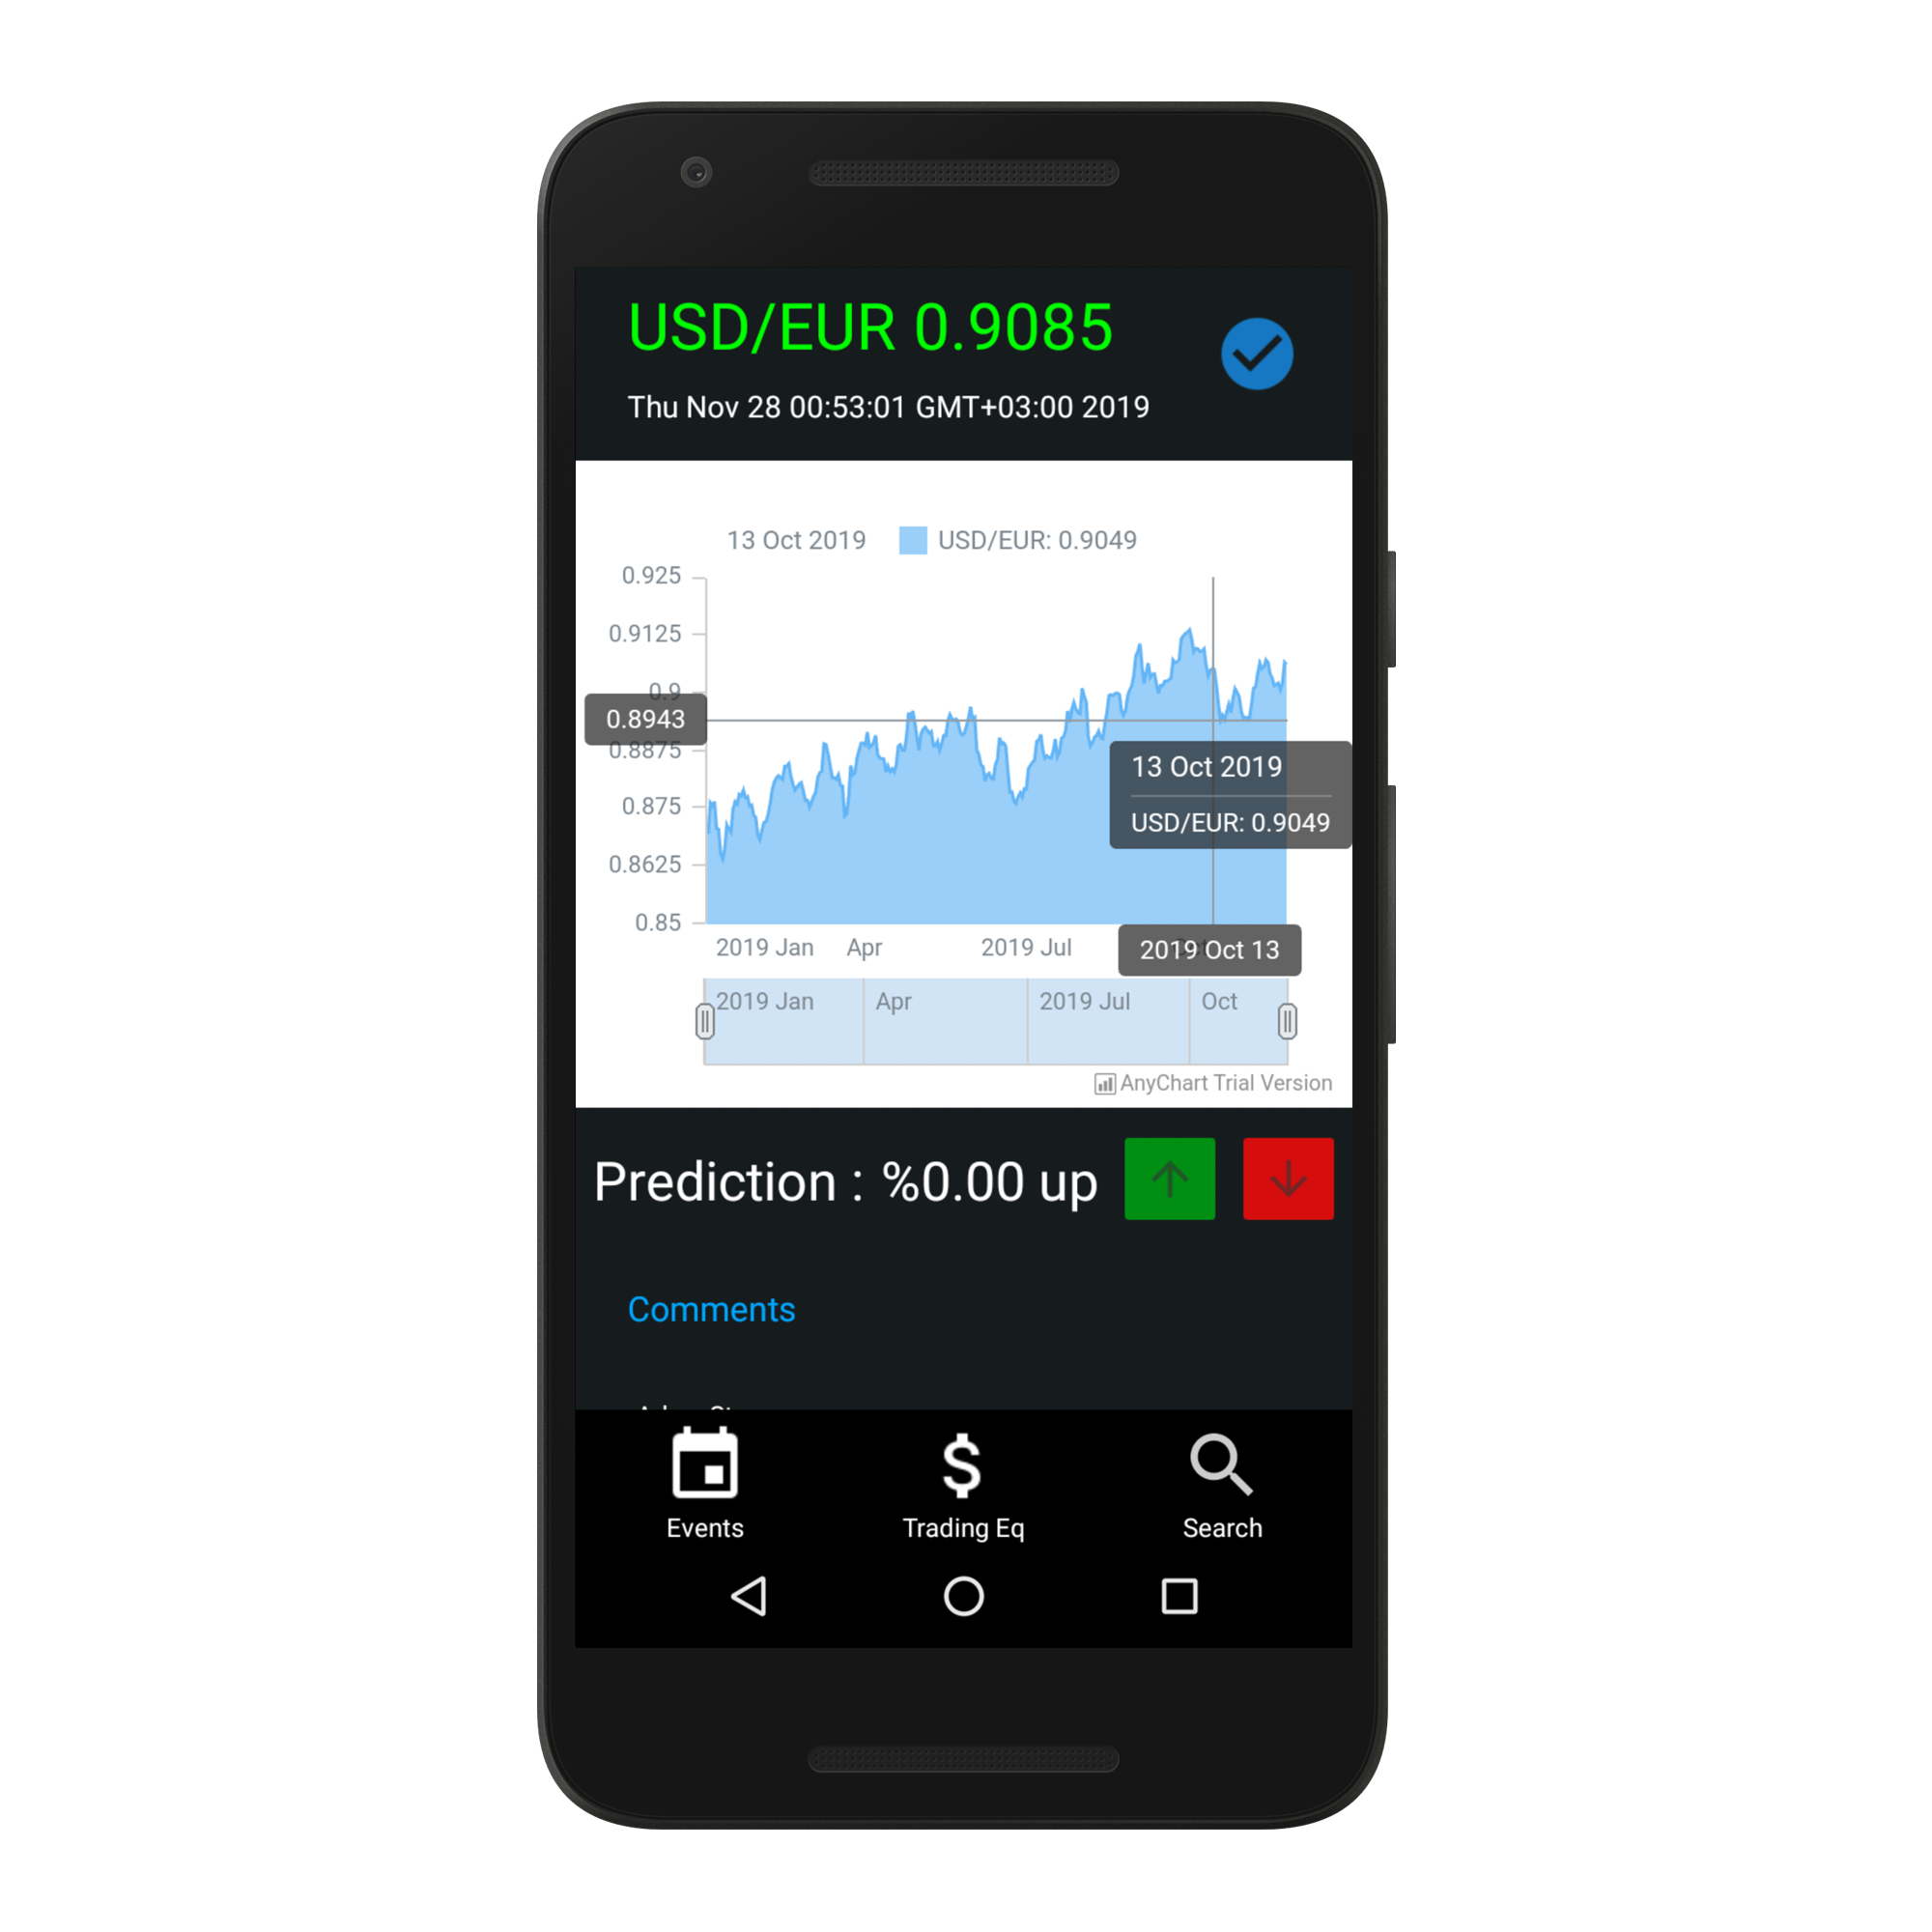 USD/EUR 0.9085
Thu Nov 28 00:53:01 GMT+03:00 2019
13 Oct 2019 USD/EUR: 0.9049
0.925
0.9125
0.9
0.8943
0.8875
0.875
0.8625
0.85
13 Oct 2019
USD/EUR: 0.9049
2019 Jan Apr 2019 Jul 2019 Oct 13
2019 Jan Apr 2019 Jul Oct
AnyChart Trial Version
Prediction : %0.00 up
Comments
Events Trading Eq Search